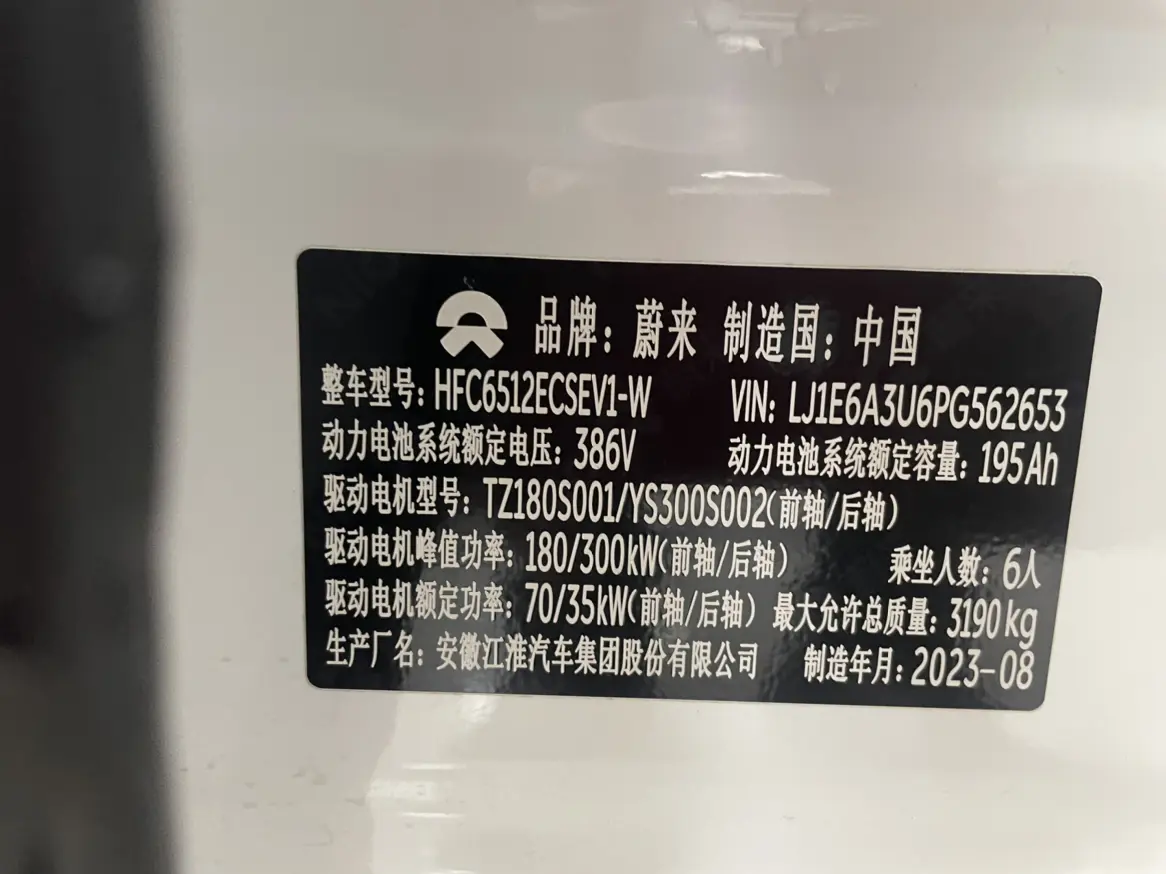 品牌：蔚来 制造国：中国
整车型号：HFC6512ECSEV1-W VIN：LJ1E6A3U6PG562653
动力电池系统额定电压：386V 动力电池系统额定容量：195Ah
驱动电机型号：TZ180S001/YS300S002(前轴/后轴)
驱动电机峰值功率：180/300kW(前轴/后轴) 乘坐人数：6人
驱动电机额定功率：70/35kW(前轴/后轴) 最大允许总质量：3190kg
生产厂名：安徽江淮汽车集团股份有限公司 制造年月：2023-08